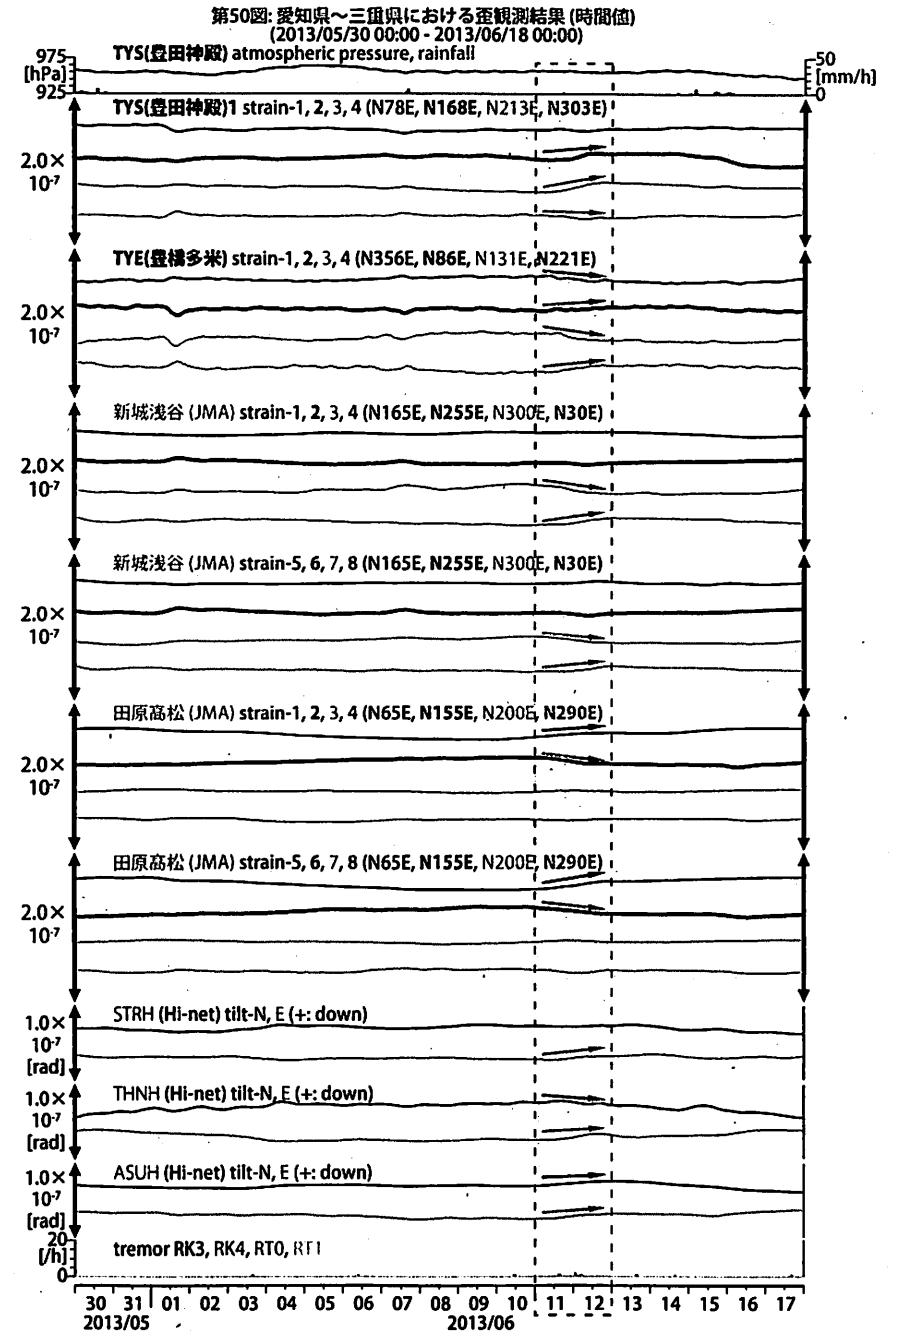 第50図: 愛知県～三重県における歪観測結果 (時間値)
(2013/05/30 00:00 - 2013/06/18 00:00)
TYS(豊田神殿) atmospheric pressure, rainfall
975
[hPa]
925
50
[mm/h]
0
TYS(豊田神殿)1 strain-1, 2, 3, 4 (N78E, N168E, N213E, N303E)
2.0×
10-7
TYE(豊橋多米) strain-1, 2, 3, 4 (N356E, N86E, N131E, N221E)
2.0×
10-7
新城浅谷 (JMA) strain-1, 2, 3, 4 (N165E, N255E, N300E, N30E)
2.0×
10-7
新城浅谷 (JMA) strain-5, 6, 7, 8 (N165E, N255E, N300E, N30E)
2.0×
10-7
田原高松 (JMA) strain-1, 2, 3, 4 (N65E, N155E, N200E, N290E)
2.0×
10-7
田原高松 (JMA) strain-5, 6, 7, 8 (N65E, N155E, N200E, N290E)
2.0×
10-7
STRH (Hi-net) tilt-N, E (+: down)
1.0×
10-7
[rad]
THNH (Hi-net) tilt-N, E (+: down)
1.0×
10-7
[rad]
ASUH (Hi-net) tilt-N, E (+: down)
1.0×
10-7
[rad]
tremor RK3, RK4, RT0, RT1
20
[/h]
0
30 31 01 02 03 04 05 06 07 08 09 10 11 12 13 14 15 16 17
2013/05 2013/06